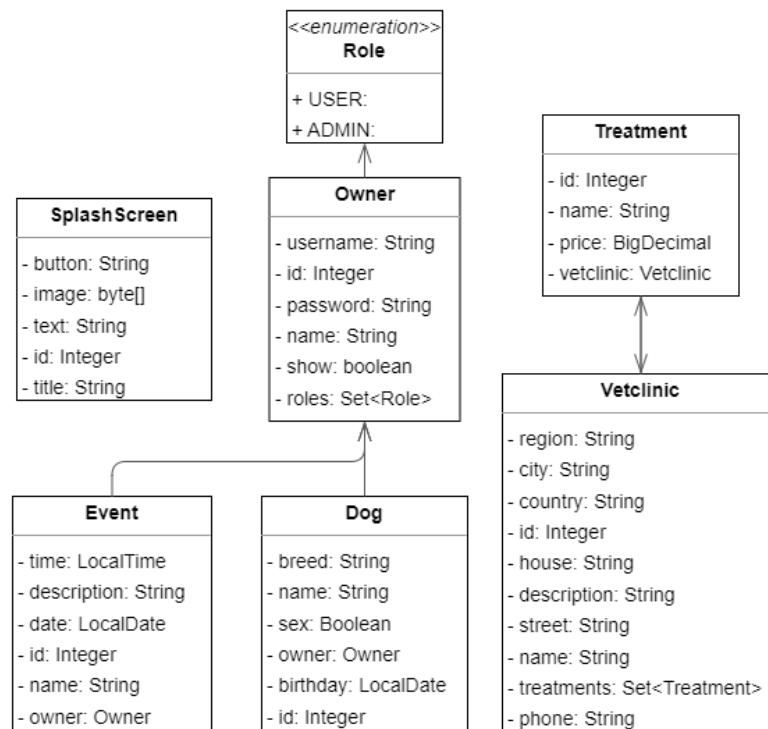 <<enumeration>>
Role
+ USER:
+ ADMIN:
Treatment
- id: Integer
- name: String
- price: BigDecimal
- vetclinic: Vetclinic
Owner
- username: String
- id: Integer
- password: String
- name: String
- show: boolean
- roles: Set<Role>
SplashScreen
- button: String
- image: byte[]
- text: String
- id: Integer
- title: String
Vetclinic
- region: String
- city: String
- country: String
- id: Integer
- house: String
- description: String
- street: String
- name: String
- treatments: Set<Treatment>
- phone: String
Event
- time: LocalTime
- description: String
- date: LocalDate
- id: Integer
- name: String
- owner: Owner
Dog
- breed: String
- name: String
- sex: Boolean
- owner: Owner
- birthday: LocalDate
- id: Integer